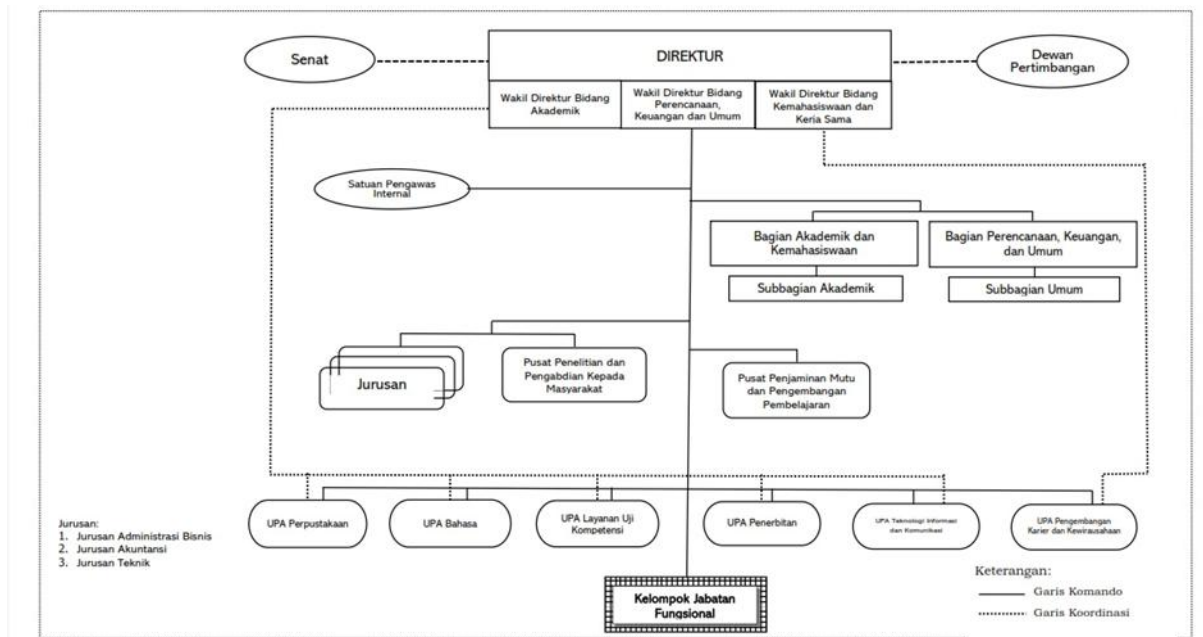 Senat
DIREKTUR
Dewan
Pertimbangan
Wakil Direktur Bidang
Akademik
Wakil Direktur Bidang
Perencanaan,
Keuangan dan Umum
Wakil Direktur Bidang
Kemahasiswaan dan
Kerja Sama
Satuan Pengawas
Internal
Bagian Akademik dan
Kemahasiswaan
Bagian Perencanaan, Keuangan,
dan Umum
Subbagian Akademik
Subbagian Umum
Jurusan
Pusat Penelitian dan
Pengabdian Kepada
Masyarakat
Pusat Penjaminan Mutu
dan Pengembangan
Pembelajaran
UPA Perpustakaan
UPA Bahasa
UPA Layanan Uji
Kompetensi
UPA Penerbitan
UPA Teknologi Informasi
dan Komunikasi
UPA Pengembangan
Karier dan Kewirausahaan
Jurusan:
1. Jurusan Administrasi Bisnis
2. Jurusan Akuntansi
3. Jurusan Teknik
Kelompok Jabatan
Fungsional
Keterangan:
Garis Komando
Garis Koordinasi